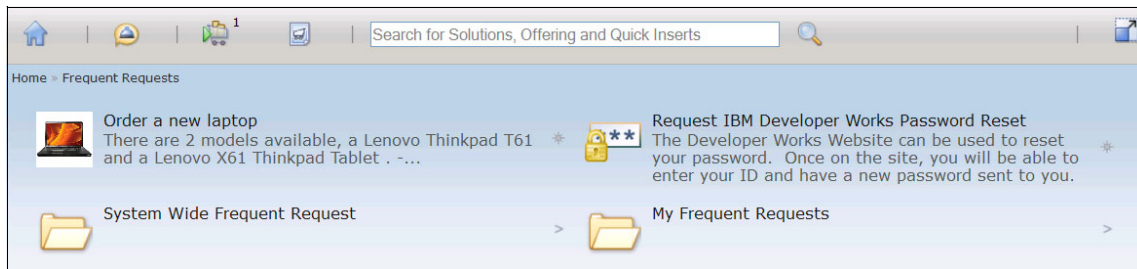 1
Search for Solutions, Offering and Quick Inserts
Home » Frequent Requests
Order a new laptop
There are 2 models available, a Lenovo Thinkpad T61
and a Lenovo X61 Thinkpad Tablet . -...
Request IBM Developer Works Password Reset
The Developer Works Website can be used to reset
your password.  Once on the site, you will be able to
enter your ID and have a new password sent to you.
System Wide Frequent Request
>
My Frequent Requests
>